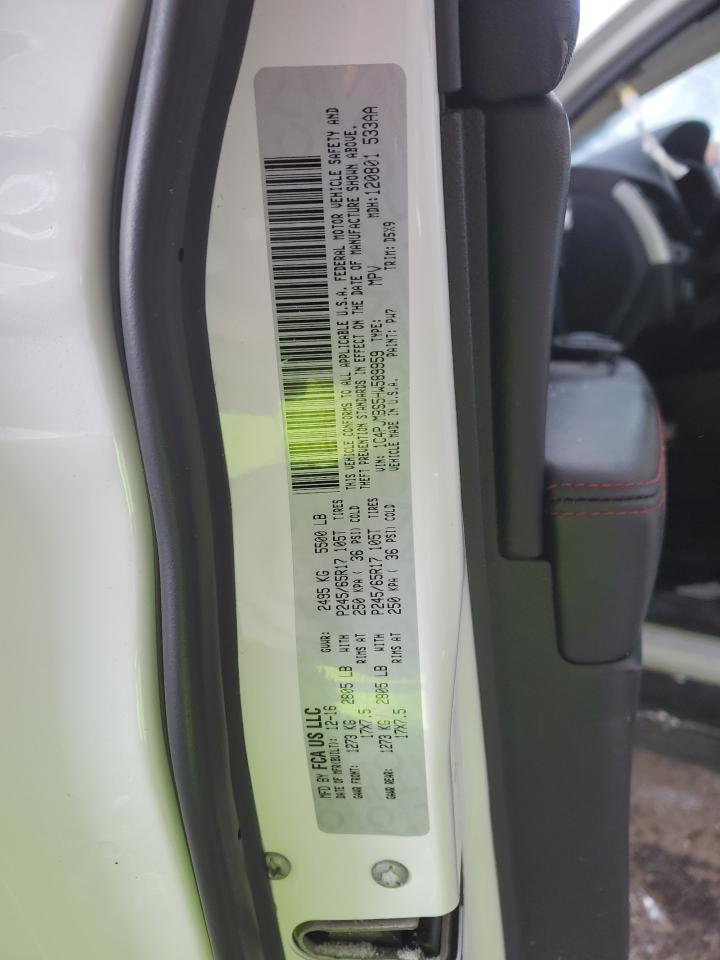 MFD BY FCA US LLC
DATE OF MFR(BUILT): 12-16 GVWR: 2495 KG 5500 LB
GAWR FRONT: 1273 KG 2805 LB WITH P245/65R17 105T TIRES
17X7.5 RIMS AT 250 KPA ( 36 PSI) COLD
GAWR REAR: 1273 KG 2805 LB WITH P245/65R17 105T TIRES
17X7.5 RIMS AT 250 KPA ( 36 PSI) COLD
THIS VEHICLE CONFORMS TO ALL APPLICABLE U.S.A. FEDERAL MOTOR VEHICLE SAFETY AND
THEFT PREVENTION STANDARDS IN EFFECT ON THE DATE OF MANUFACTURE SHOWN ABOVE.
VIN: 1C4PJMBS5HW589959 TYPE: MPV MDH: 120801 533AA
VEHICLE MADE IN U.S.A. PAINT: PW7 TRIM: D5X9